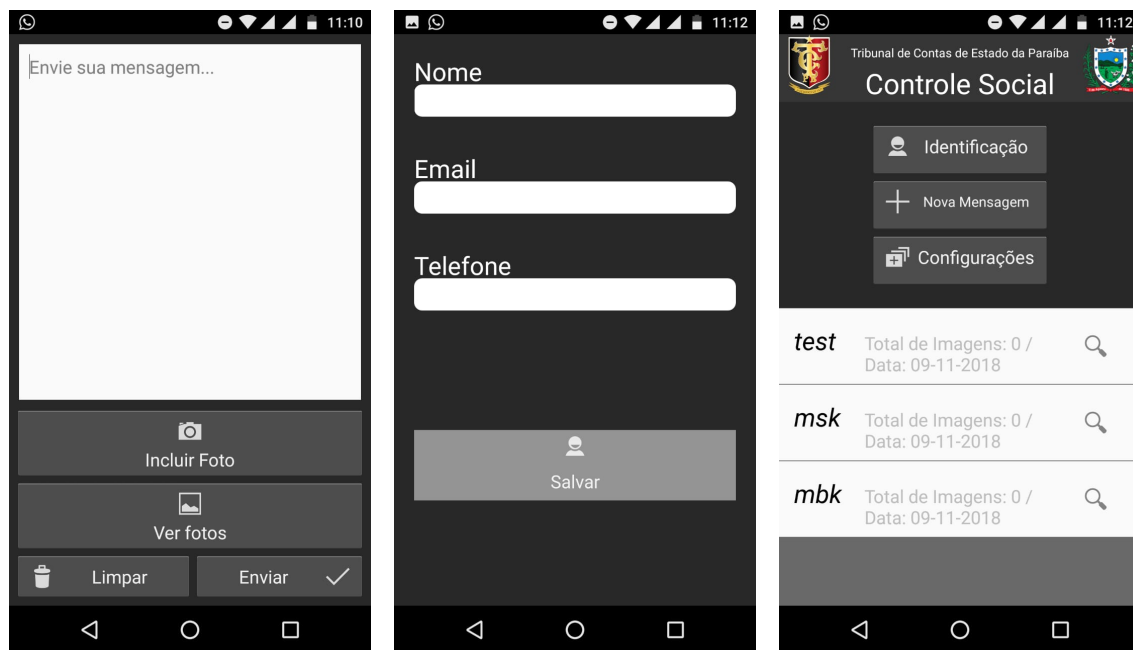 11:10
Envie sua mensagem...
Incluir Foto
Ver fotos
Limpar
Enviar
11:12
Nome
Email
Telefone
Salvar
11:12
Tribunal de Contas de Estado da Paraíba
Controle Social
Identificação
Nova Mensagem
Configurações
test
Total de Imagens: 0 /
Data: 09-11-2018
msk
Total de Imagens: 0 /
Data: 09-11-2018
mbk
Total de Imagens: 0 /
Data: 09-11-2018